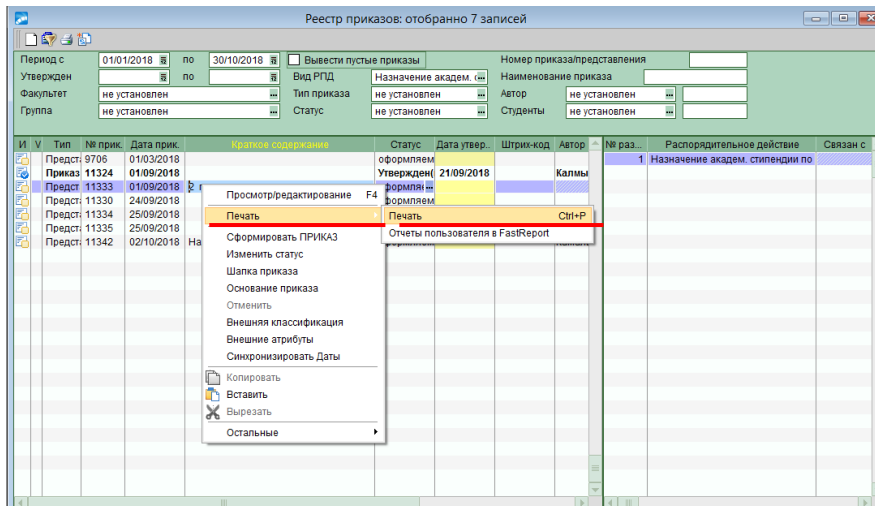 Реестр приказов: отобрано 7 записей
Период с 01/01/2018 по 30/10/2018 Вывести пустые приказы Номер приказа/представления
Утвержден по Вид РПД Назначение академ. Наименование приказа
Факультет не установлен Тип приказа не установлен Автор не установлен
Группа не установлен Статус не установлен Студенты не установлен
И V Тип № прик. Дата прик. Краткое содержание Статус Дата утвер.. Штрих-код Автор № раз... Распорядительное действие Связан с
Предст 9706 01/03/2018 оформляем 1 Назначение академ. стипендии по
Приказ 11324 01/09/2018 Утвержден( 21/09/2018 Калмы
Предст 11333 01/09/2018 2
Предст 11330 24/09/2018 оформляем
Предст 11334 25/09/2018
Предст 11335 25/09/2018
Предст 11342 02/10/2018 На
Просмотр/редактирование F4
Печать
Сформировать ПРИКАЗ
Изменить статус
Шапка приказа
Основание приказа
Отменить
Внешняя классификация
Внешние атрибуты
Синхронизировать Даты
Копировать
Вставить
Вырезать
Остальные
Печать Ctrl+P
Отчеты пользователя в FastReport